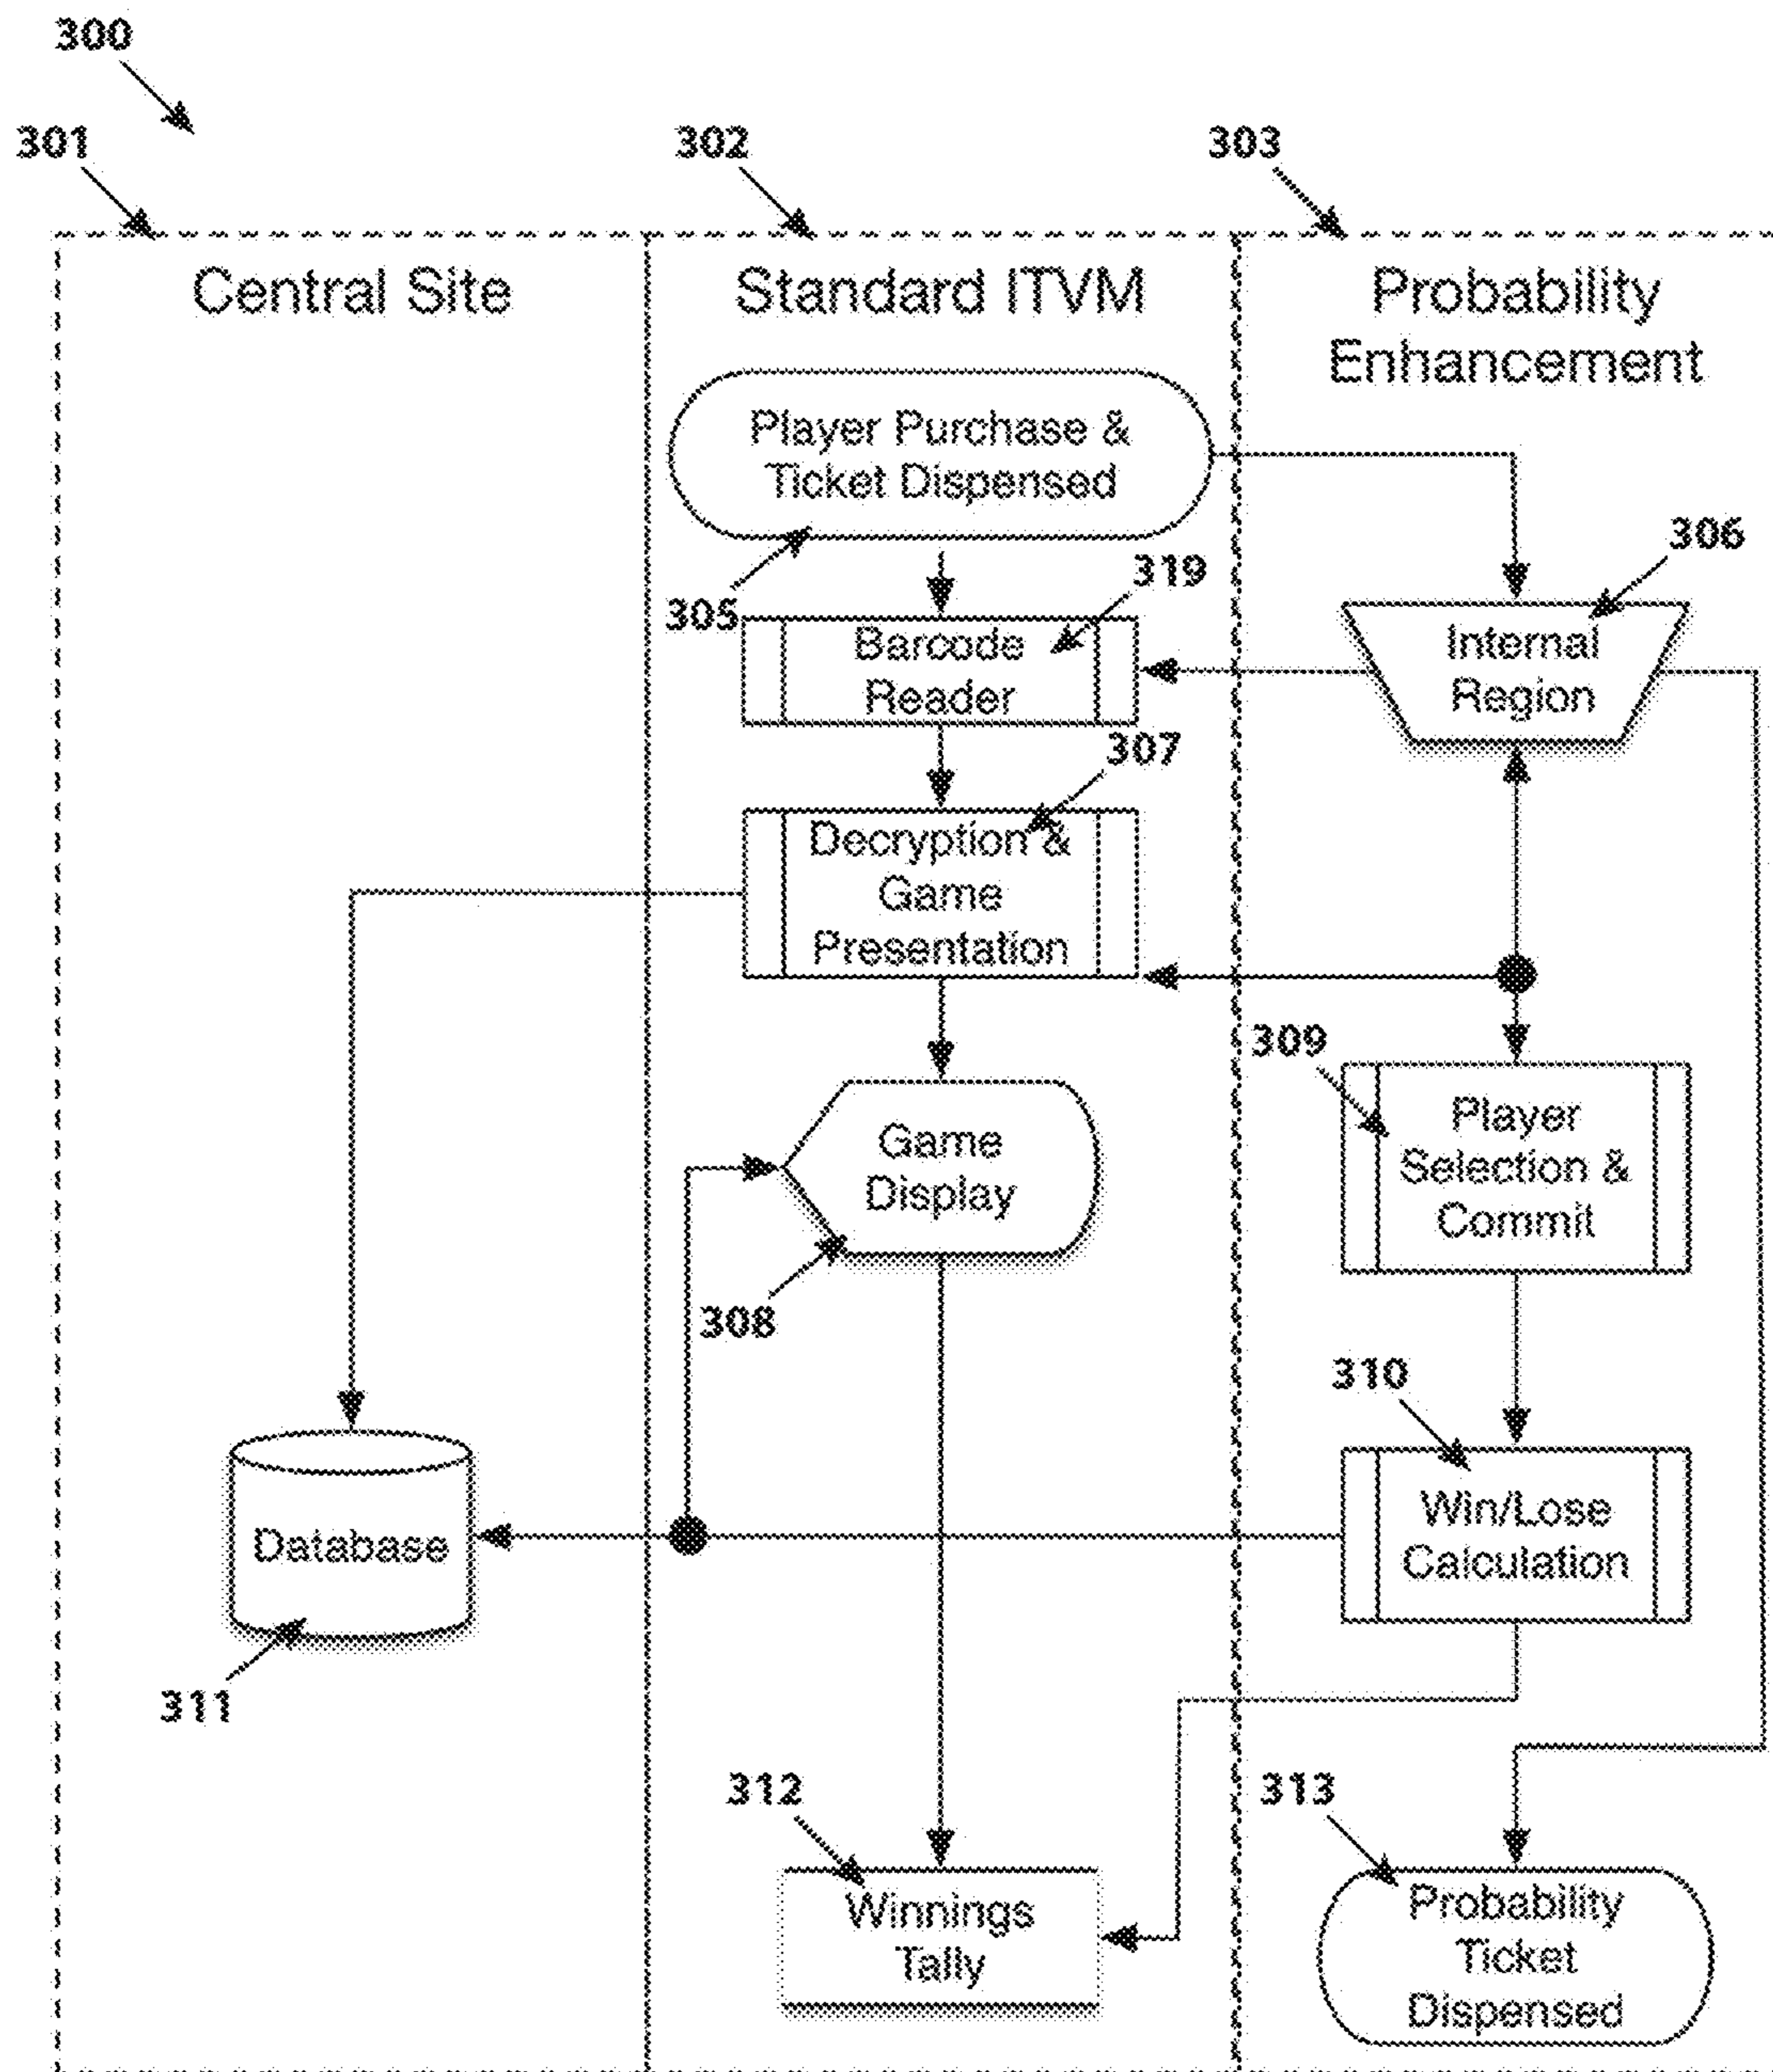 300
301
302
303
Central Site
Standard ITVM
Probability
Enhancement
Player Purchase &
Ticket Dispensed
305
319
306
Barcode
Reader
Internal
Region
307
Decryption &
Game
Presentation
309
Game
Display
Player
Selection &
Commit
308
310
Database
Win/Lose
Calculation
311
312
313
Winnings
Tally
Probability
Ticket
Dispensed